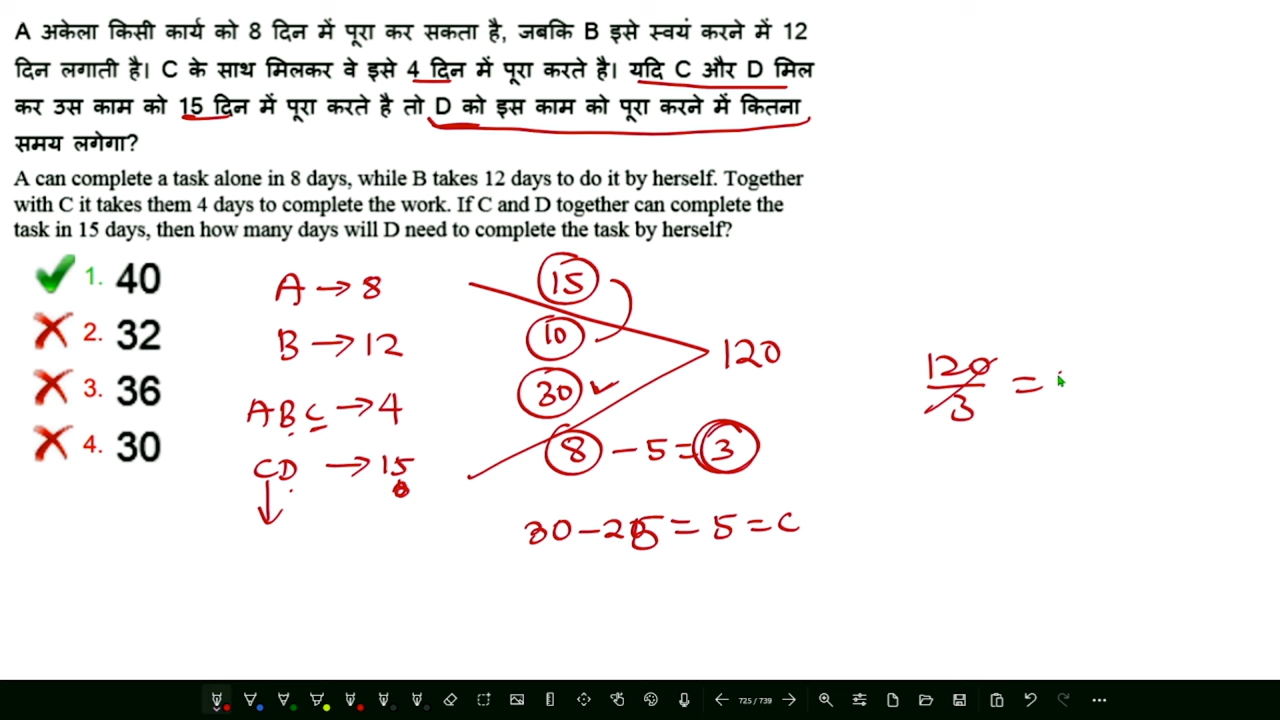 A अकेला किसी कार्य को 8 दिन में पूरा कर सकता है, जबकि B इसे स्वयं करने में 12
दिन लगाती है। C के साथ मिलकर वे इसे 4 दिन में पूरा करते है। यदि C और D मिल
कर उस काम को 15 दिन में पूरा करते है तो D को इस काम को पूरा करने में कितना
समय लगेगा?
A can complete a task alone in 8 days, while B takes 12 days to do it by herself. Together
with C it takes them 4 days to complete the work. If C and D together can complete the
task in 15 days, then how many days will D need to complete the task by herself?
1. 40
2. 32
3. 36
4. 30
A → 8
B → 12
ABC → 4
CD → 15
15
10
30
8 - 5 = 3
120
30 - 25 = 5 = C
120/3 =
725 / 739